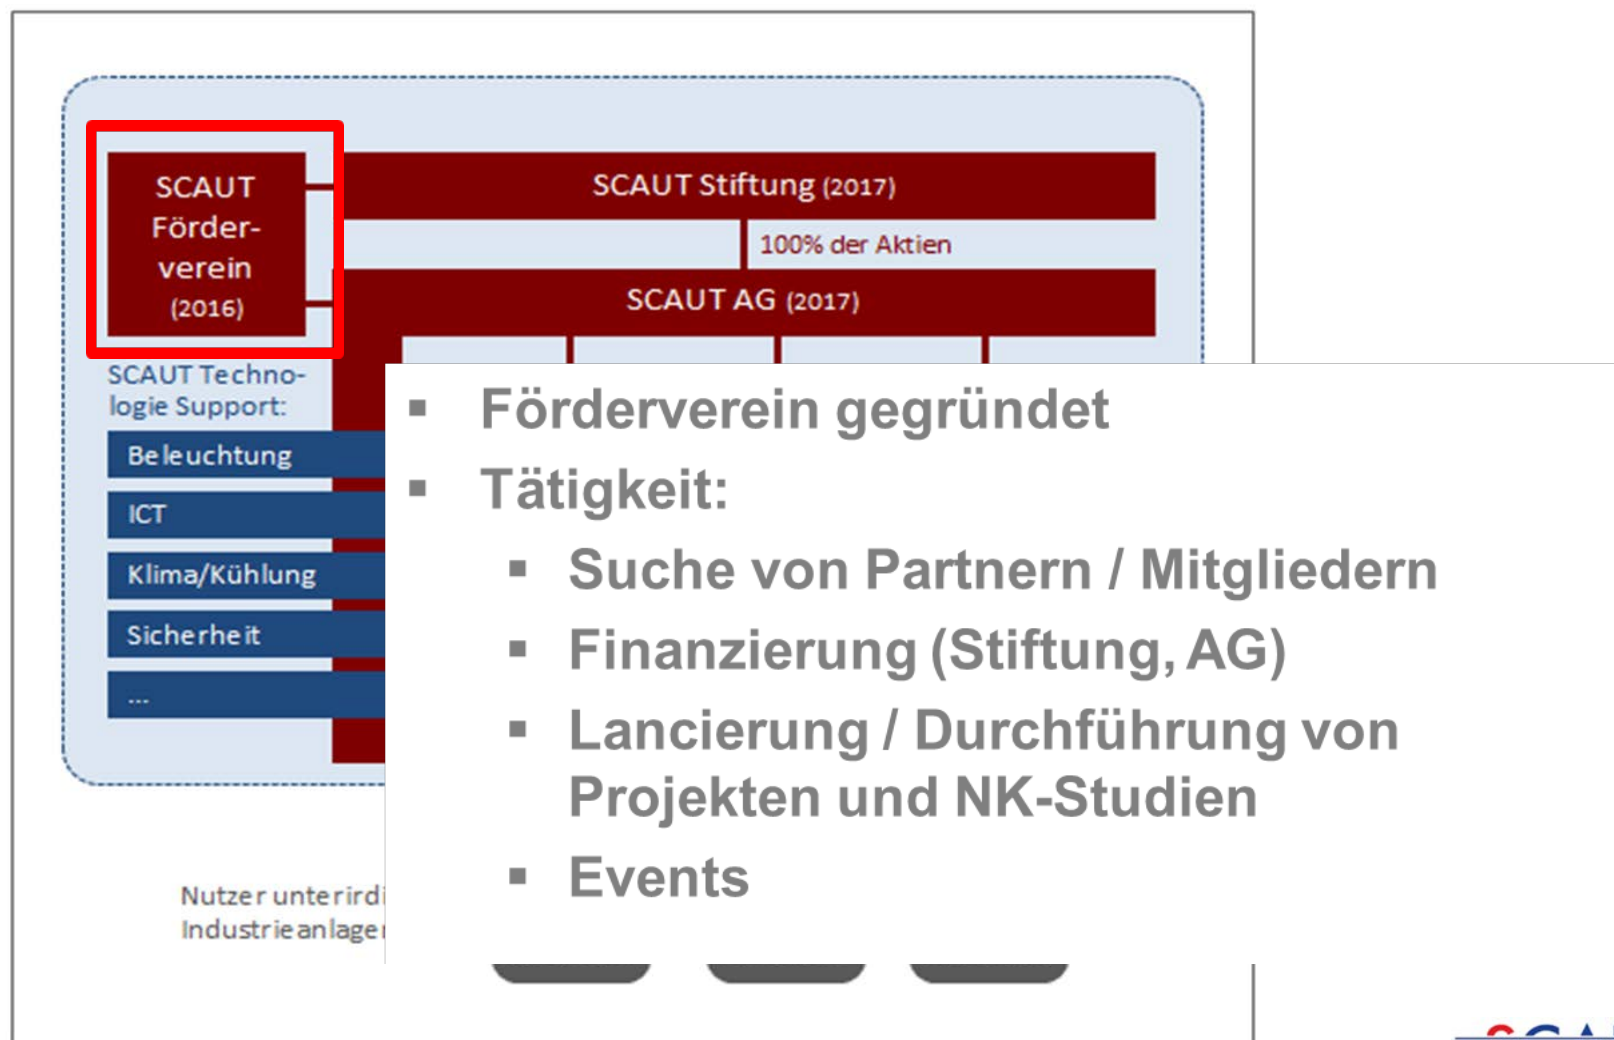 SCAUT
Förder-
verein
(2016)
SCAUT Stiftung (2017)
100% der Aktien
SCAUT AG (2017)
SCAUT Techno-
logie Support:
Beleuchtung
ICT
Klima/Kühlung
Sicherheit
...
▪ Förderverein gegründet
▪ Tätigkeit:
▪ Suche von Partnern / Mitgliedern
▪ Finanzierung (Stiftung, AG)
▪ Lancierung / Durchführung von
Projekten und NK-Studien
▪ Events
Nutzer